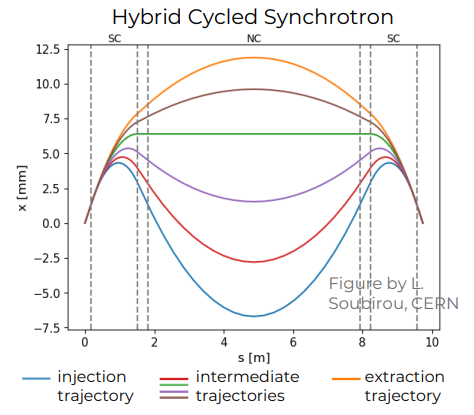 Hybrid Cycled Synchrotron
SC NC SC
12.5
10.0
7.5
5.0
2.5
0.0
−2.5
−5.0
−7.5
x [mm]
Figure by L.
Soubirou, CERN
0 2 4 6 8 10
s [m]
injection
trajectory
intermediate
trajectories
extraction
trajectory